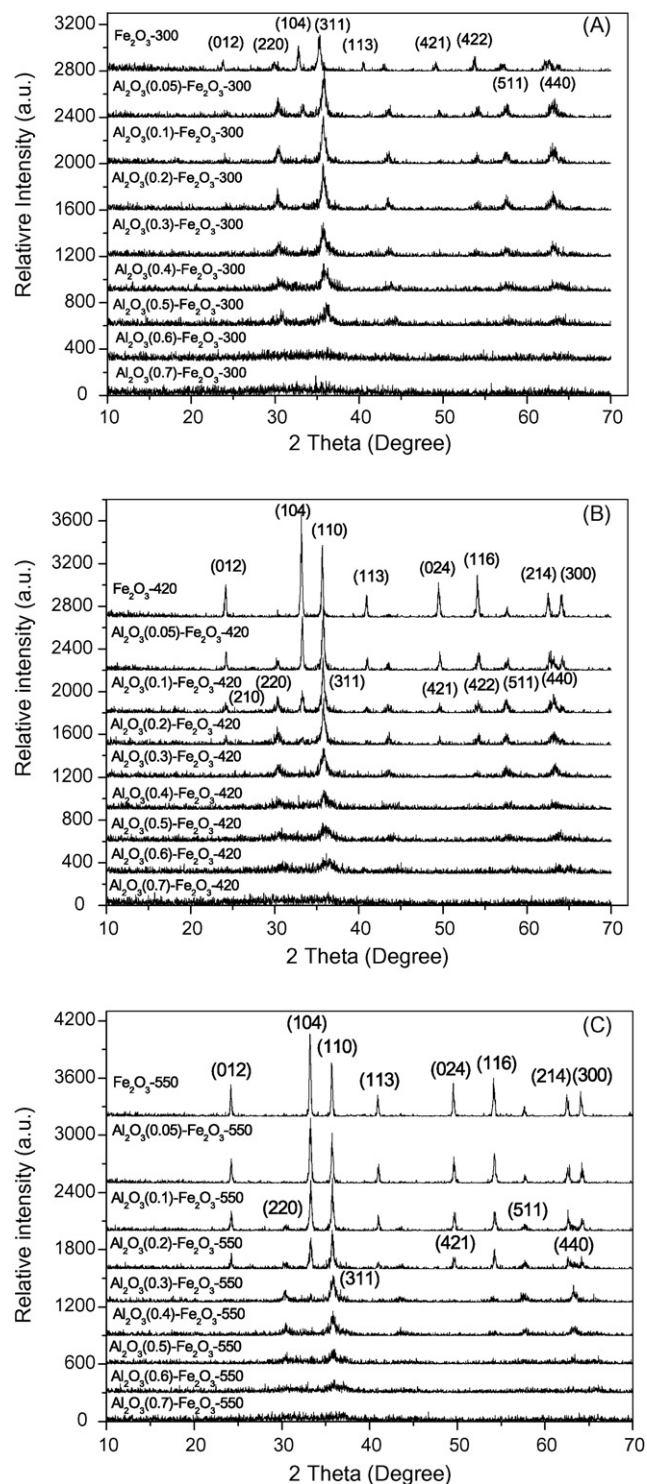 (A)
Fe₂O₃-300
(012) (220) (104) (311) (113) (421) (422)
2800
Al₂O₃(0.05)-Fe₂O₃-300
(511) (440)
2400
Al₂O₃(0.1)-Fe₂O₃-300
2000
Al₂O₃(0.2)-Fe₂O₃-300
1600
Al₂O₃(0.3)-Fe₂O₃-300
1200
Al₂O₃(0.4)-Fe₂O₃-300
800
Al₂O₃(0.5)-Fe₂O₃-300
400
Al₂O₃(0.6)-Fe₂O₃-300
Al₂O₃(0.7)-Fe₂O₃-300
0
10 20 30 40 50 60 70
2 Theta (Degree)
Relativre Intensity (a.u.)
(B)
3600
(104) (110)
3200
(012) (113) (024) (116) (214) (300)
Fe₂O₃-420
2800
Al₂O₃(0.05)-Fe₂O₃-420
2400
Al₂O₃(0.1)-Fe₂O₃-420
2000
(210) (220) (311) (421) (422) (511) (440)
Al₂O₃(0.2)-Fe₂O₃-420
1600
Al₂O₃(0.3)-Fe₂O₃-420
1200
Al₂O₃(0.4)-Fe₂O₃-420
800
Al₂O₃(0.5)-Fe₂O₃-420
Al₂O₃(0.6)-Fe₂O₃-420
400
Al₂O₃(0.7)-Fe₂O₃-420
0
10 20 30 40 50 60 70
2 Theta (Degree)
Relative intensity (a.u.)
(C)
4200
(104) (110)
Fe₂O₃-550
(012) (113) (024) (116) (214) (300)
3600
Al₂O₃(0.05)-Fe₂O₃-550
3000
Al₂O₃(0.1)-Fe₂O₃-550
2400
(220) (511)
Al₂O₃(0.2)-Fe₂O₃-550
(421) (440)
1800
Al₂O₃(0.3)-Fe₂O₃-550
(311)
1200
Al₂O₃(0.4)-Fe₂O₃-550
Al₂O₃(0.5)-Fe₂O₃-550
600
Al₂O₃(0.6)-Fe₂O₃-550
Al₂O₃(0.7)-Fe₂O₃-550
0
10 20 30 40 50 60 70
2 Theta (Degree)
Relative intensity (a.u.)